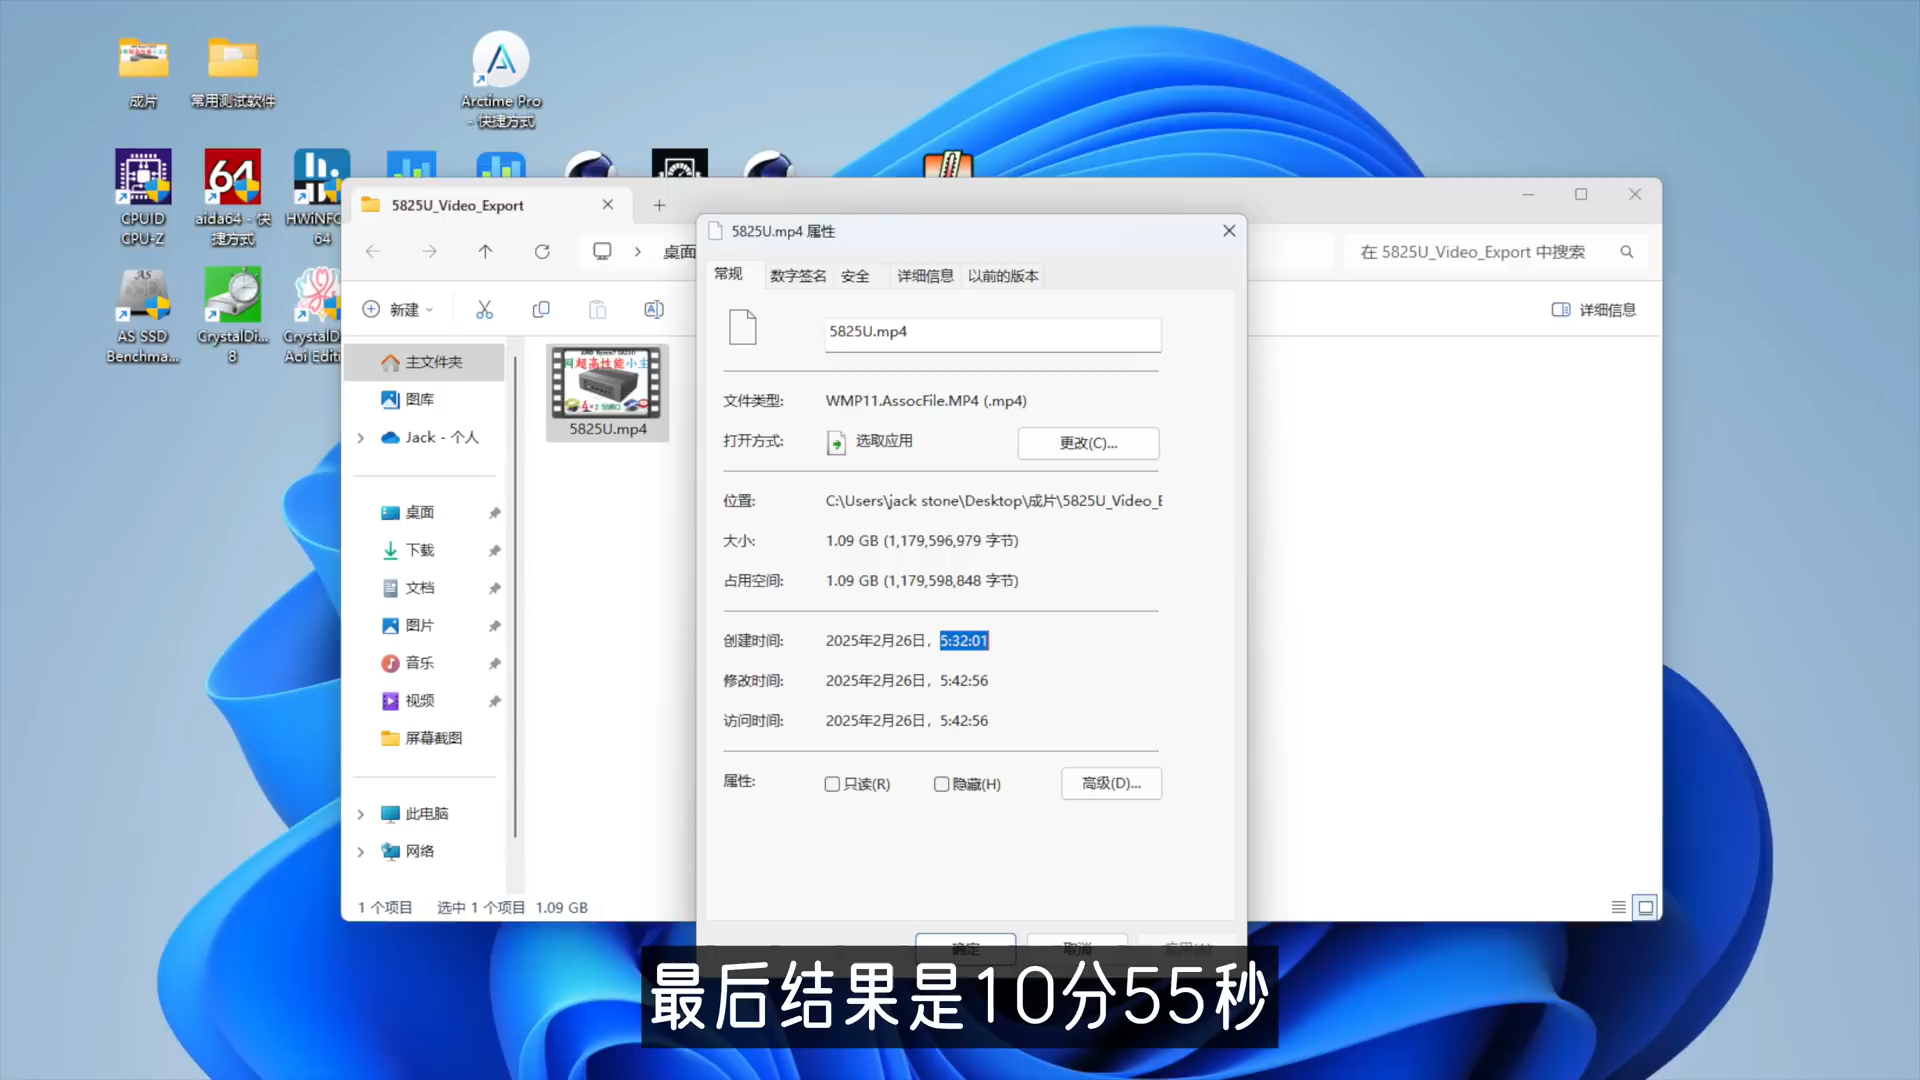 成片
常用测试软件
Arctime Pro
- 快捷方式
CPUID
CPU-Z
aida64 - 快
捷方式
HWiNFO
64
AS SSD
Benchma...
CrystalDi...
8
CrystalD
Aoi Editi
5825U_Video_Export
桌面
在 5825U_Video_Export 中搜索
新建
详细信息
主文件夹
图库
Jack - 个人
桌面
下载
文档
图片
音乐
视频
屏幕截图
此电脑
网络
超高性能小主
5825U.mp4
1 个项目
选中 1 个项目 1.09 GB
5825U.mp4 属性
常规
数字签名
安全
详细信息
以前的版本
5825U.mp4
文件类型: WMP11.AssocFile.MP4 (.mp4)
打开方式: 选取应用
更改(C)...
位置: C:\Users\jack stone\Desktop\成片\5825U_Video_E
大小: 1.09 GB (1,179,596,979 字节)
占用空间: 1.09 GB (1,179,598,848 字节)
创建时间: 2025年2月26日，5:32:01
修改时间: 2025年2月26日，5:42:56
访问时间: 2025年2月26日，5:42:56
属性: 只读(R) 隐藏(H) 高级(D)...
确定
取消
应用(A)
最后结果是10分55秒